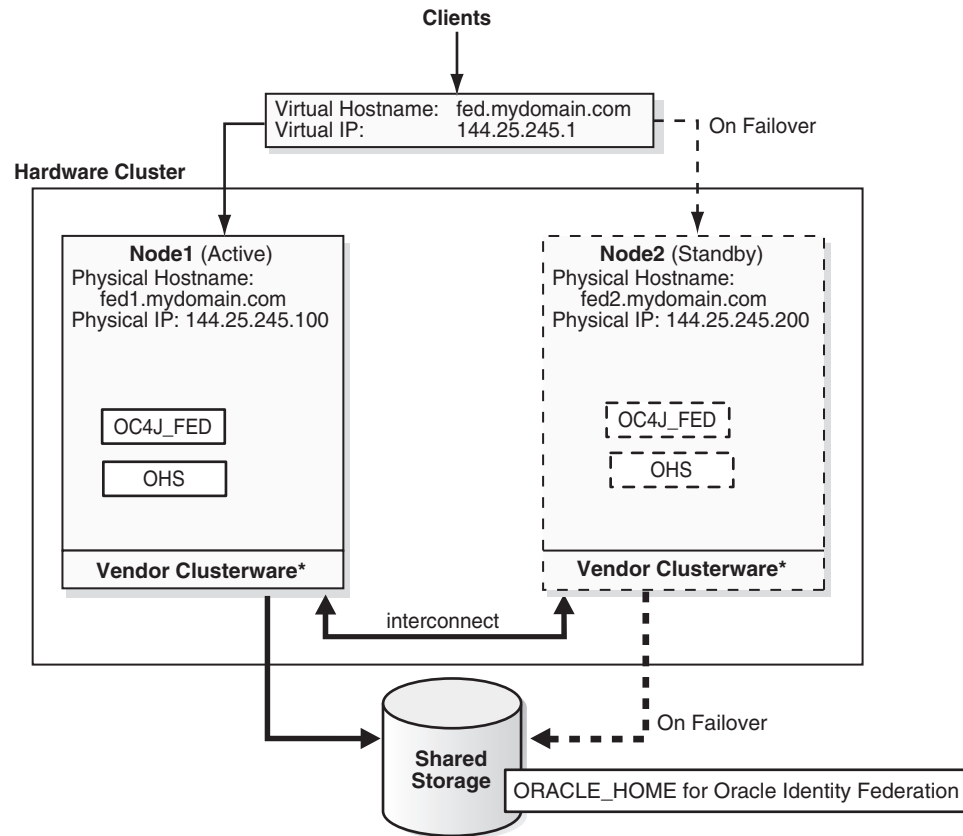 Clients
Virtual Hostname: fed.mydomain.com
Virtual IP: 144.25.245.1
On Failover
Hardware Cluster
Node1 (Active)
Physical Hostname:
fed1.mydomain.com
Physical IP: 144.25.245.100
OC4J_FED
OHS
Vendor Clusterware*
Node2 (Standby)
Physical Hostname:
fed2.mydomain.com
Physical IP: 144.25.245.200
OC4J_FED
OHS
Vendor Clusterware*
interconnect
On Failover
Shared
Storage
ORACLE_HOME for Oracle Identity Federation